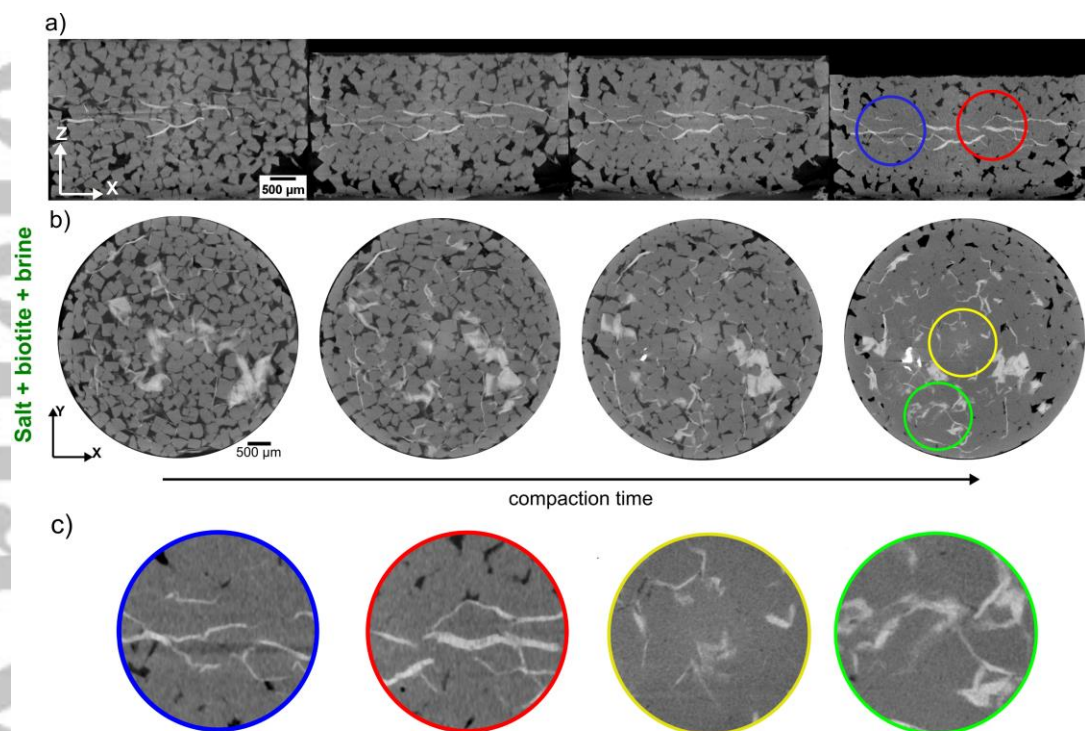 a)
Z
X
500 µm
b)
Salt + biotite + brine
Y
X
500 µm
compaction time
c)